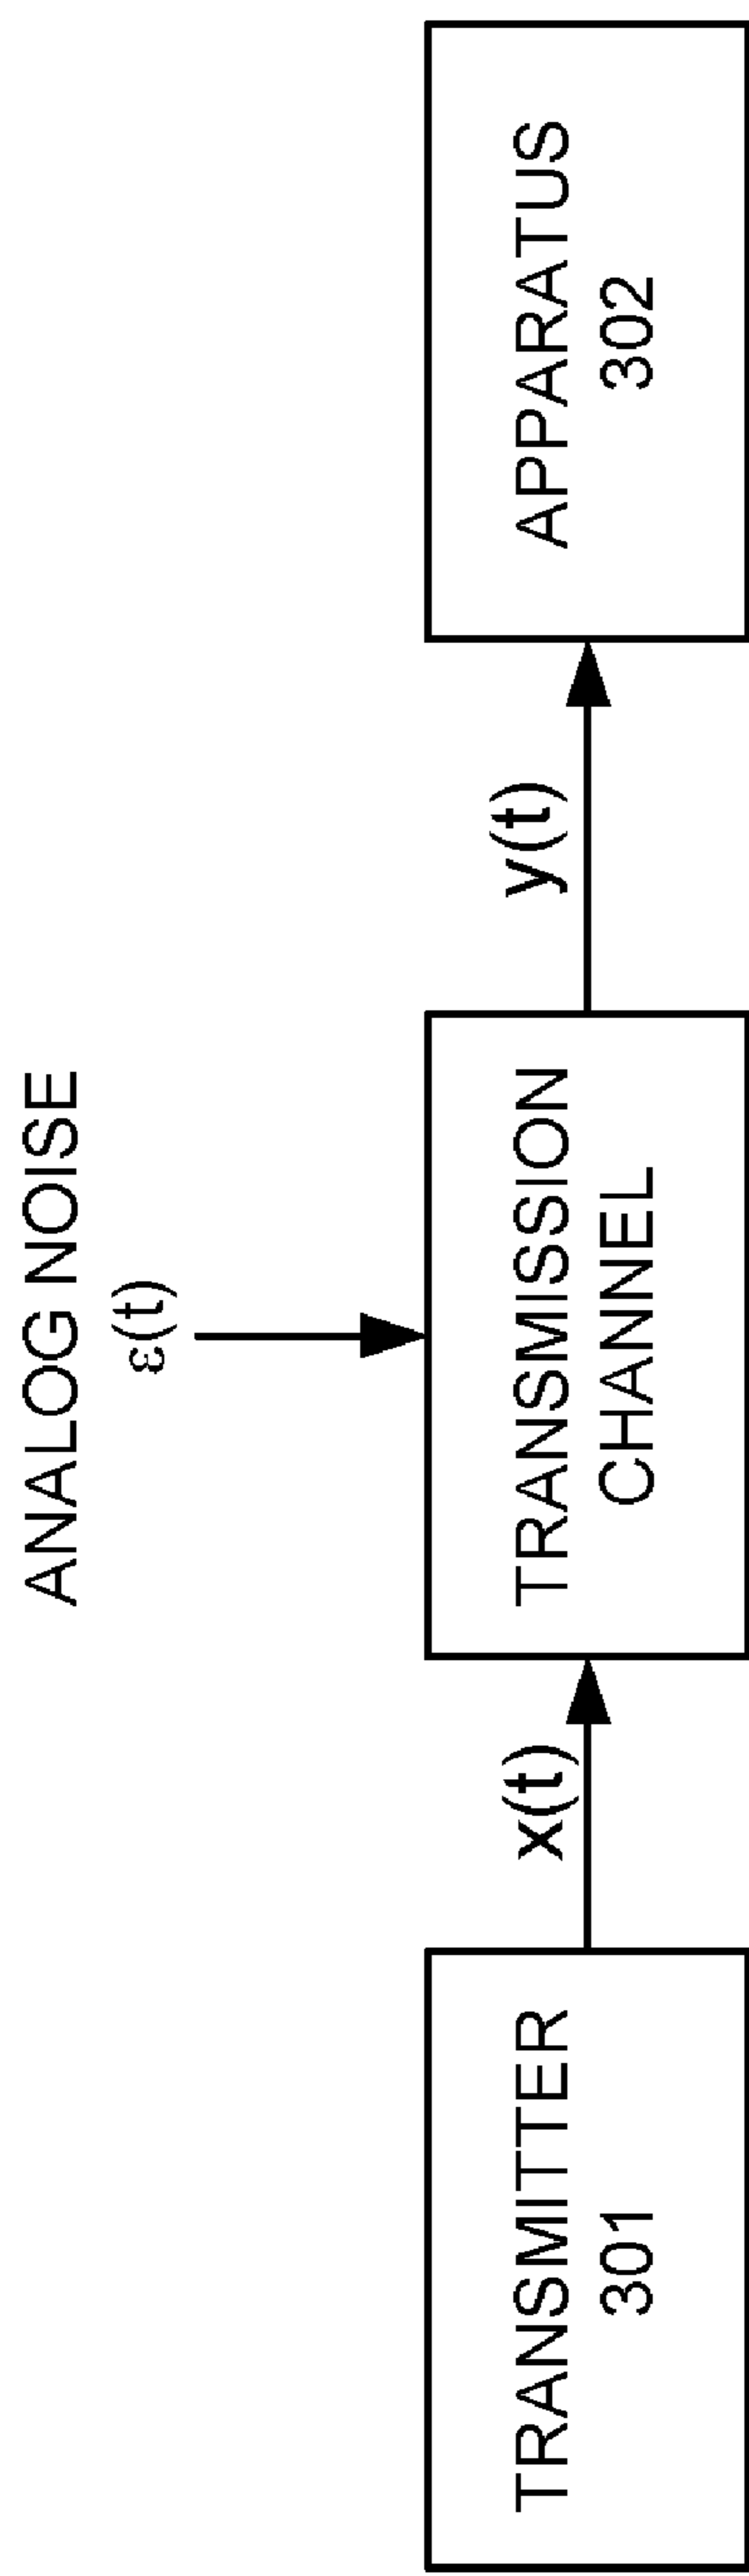 ANALOG NOISE
ε(t)
TRANSMITTER
301
x(t)
TRANSMISSION
CHANNEL
y(t)
APPARATUS
302